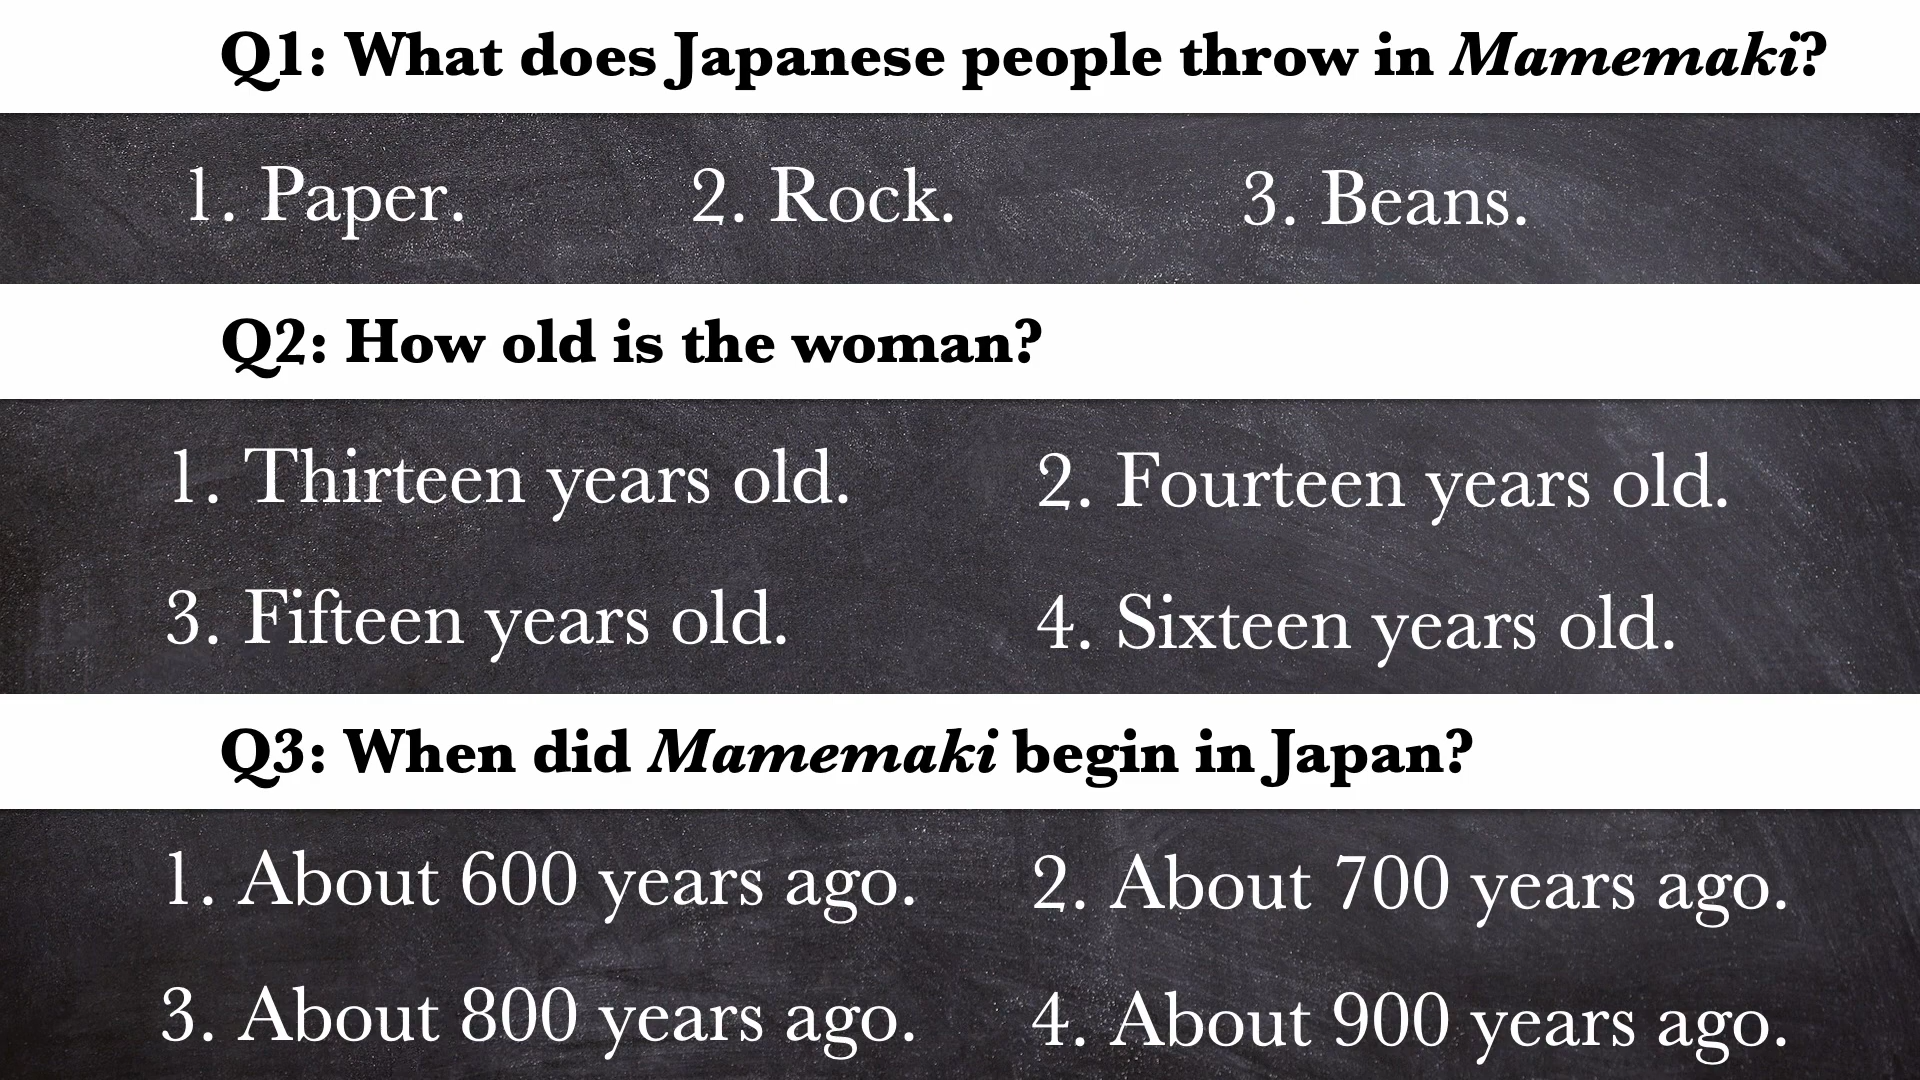 Q1: What does Japanese people throw in Mamemaki?
1. Paper. 2. Rock. 3. Beans.
Q2: How old is the woman?
1. Thirteen years old. 2. Fourteen years old.
3. Fifteen years old. 4. Sixteen years old.
Q3: When did Mamemaki begin in Japan?
1. About 600 years ago. 2. About 700 years ago.
3. About 800 years ago. 4. About 900 years ago.